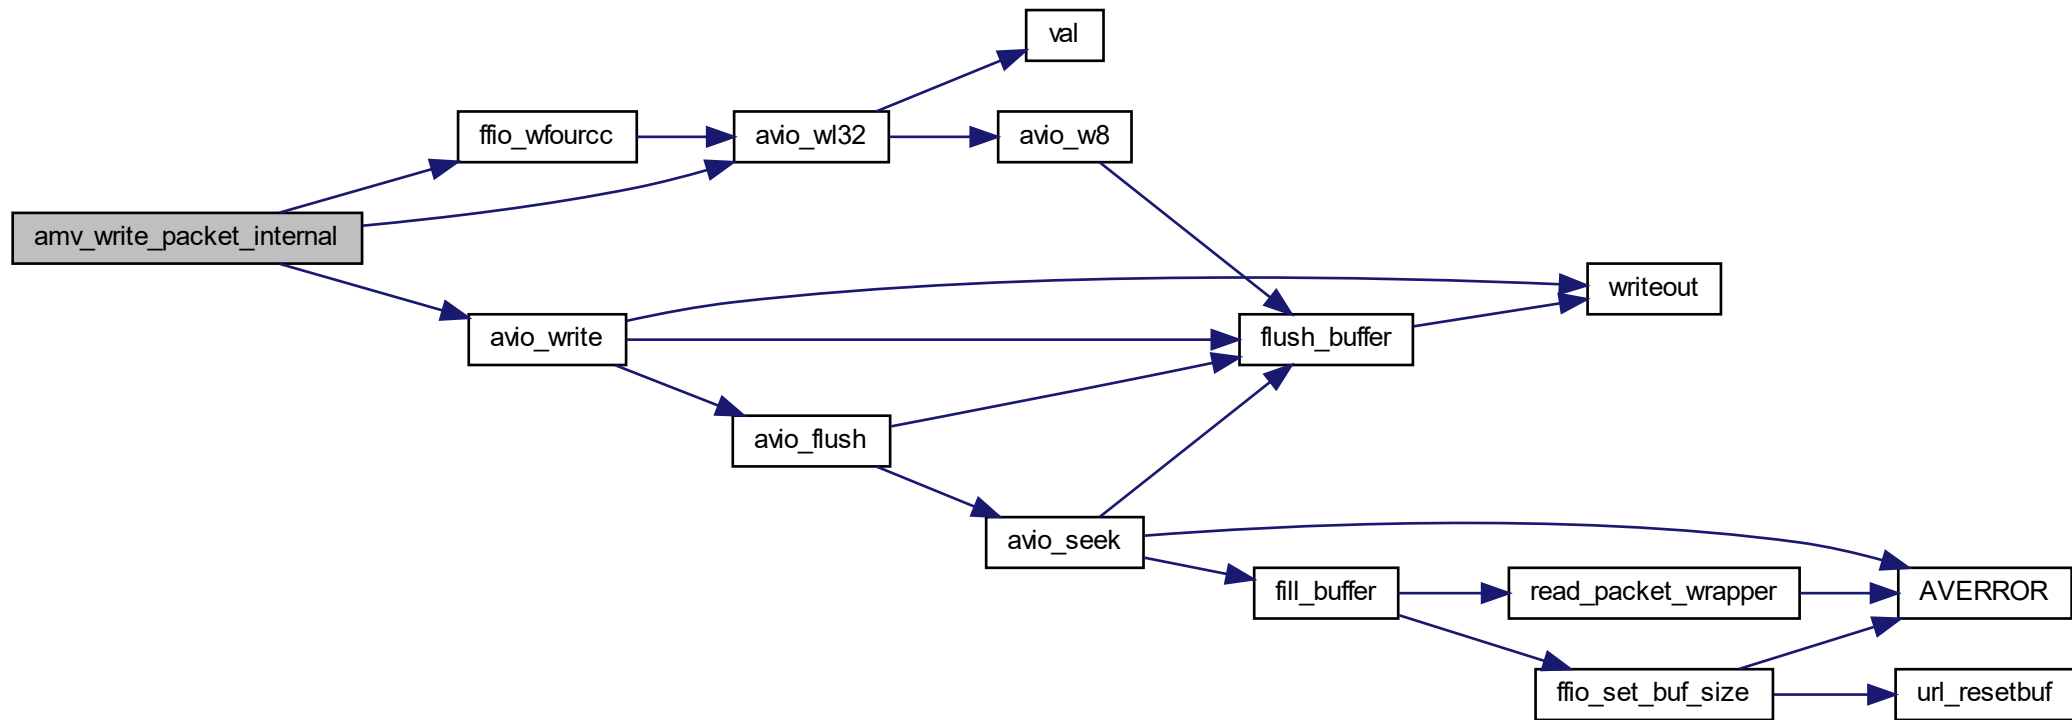 val
ffio_wfourcc
avio_wl32
avio_w8
amv_write_packet_internal
writeout
avio_write
flush_buffer
avio_flush
avio_seek
fill_buffer
read_packet_wrapper
AVERROR
ffio_set_buf_size
url_resetbuf